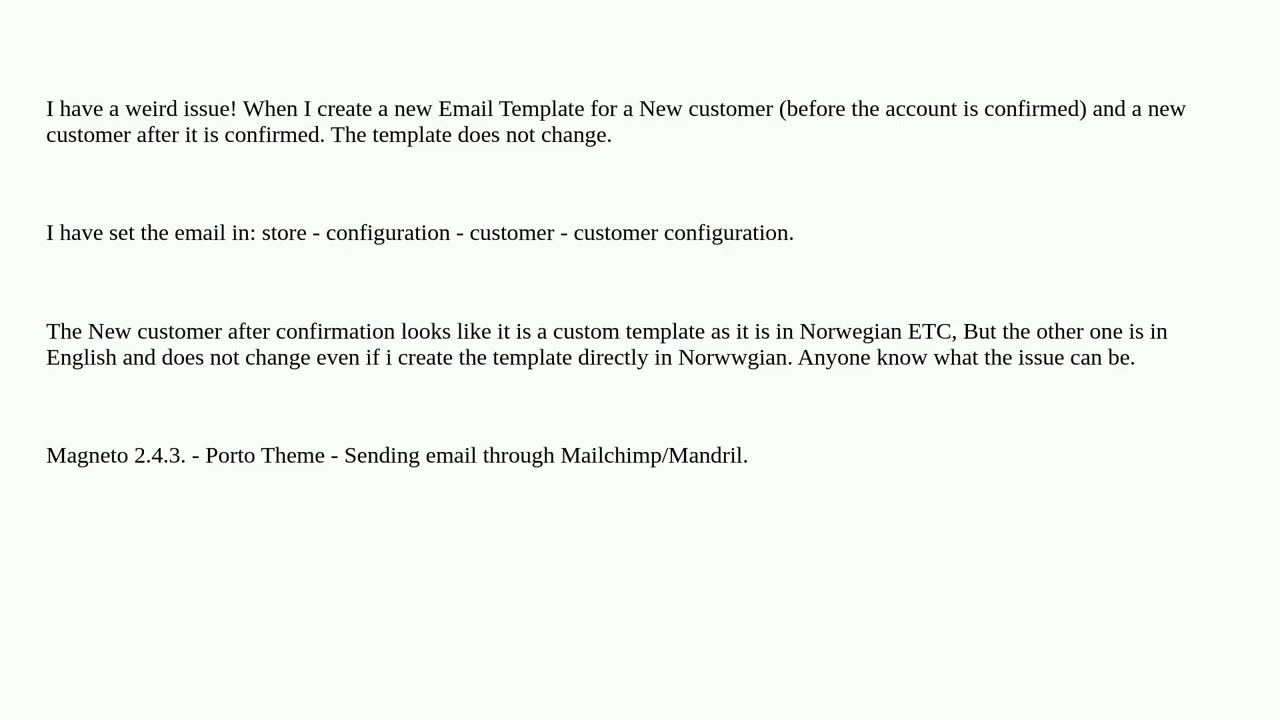 I have a weird issue! When I create a new Email Template for a New customer (before the account is confirmed) and a new
customer after it is confirmed. The template does not change.
I have set the email in: store - configuration - customer - customer configuration.
The New customer after confirmation looks like it is a custom template as it is in Norwegian ETC, But the other one is in
English and does not change even if i create the template directly in Norwwgian. Anyone know what the issue can be.
Magneto 2.4.3. - Porto Theme - Sending email through Mailchimp/Mandril.